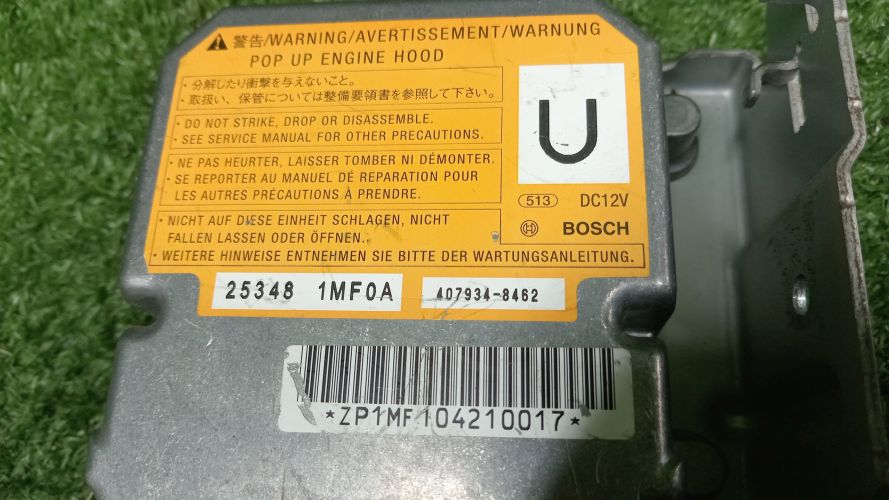 警告/WARNING/AVERTISSEMENT/WARNUNG
POP UP ENGINE HOOD
・分解したり衝撃を与えないこと。
・取扱い、保管については整備要領書を参照して下さい。
• DO NOT STRIKE, DROP OR DISASSEMBLE.
• SEE SERVICE MANUAL FOR OTHER PRECAUTIONS.
• NE PAS HEURTER, LAISSER TOMBER NI DÉMONTER.
• SE REPORTER AU MANUEL DE REPARATION POUR
LES AUTRES PRÉCAUTIONS À PRENDRE.
• NICHT AUF DIESE EINHEIT SCHLAGEN, NICHT
FALLEN LASSEN ODER ÖFFNEN.
• WEITERE HINWEISE ENTNEHMEN SIE BITTE DER WARTUNGSANLEITUNG.
U
513 DC12V
BOSCH
25348 1MF0A
407934-8462
*ZP1MF104210017*